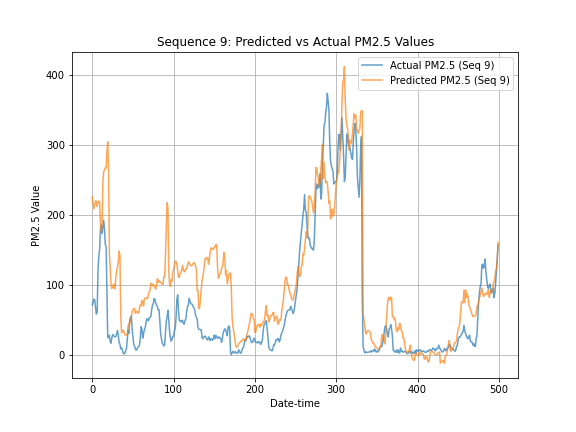 Sequence 9: Predicted vs Actual PM2.5 Values
Actual PM2.5 (Seq 9)
Predicted PM2.5 (Seq 9)
400
300
200
100
0
PM2.5 Value
0 100 200 300 400 500
Date-time